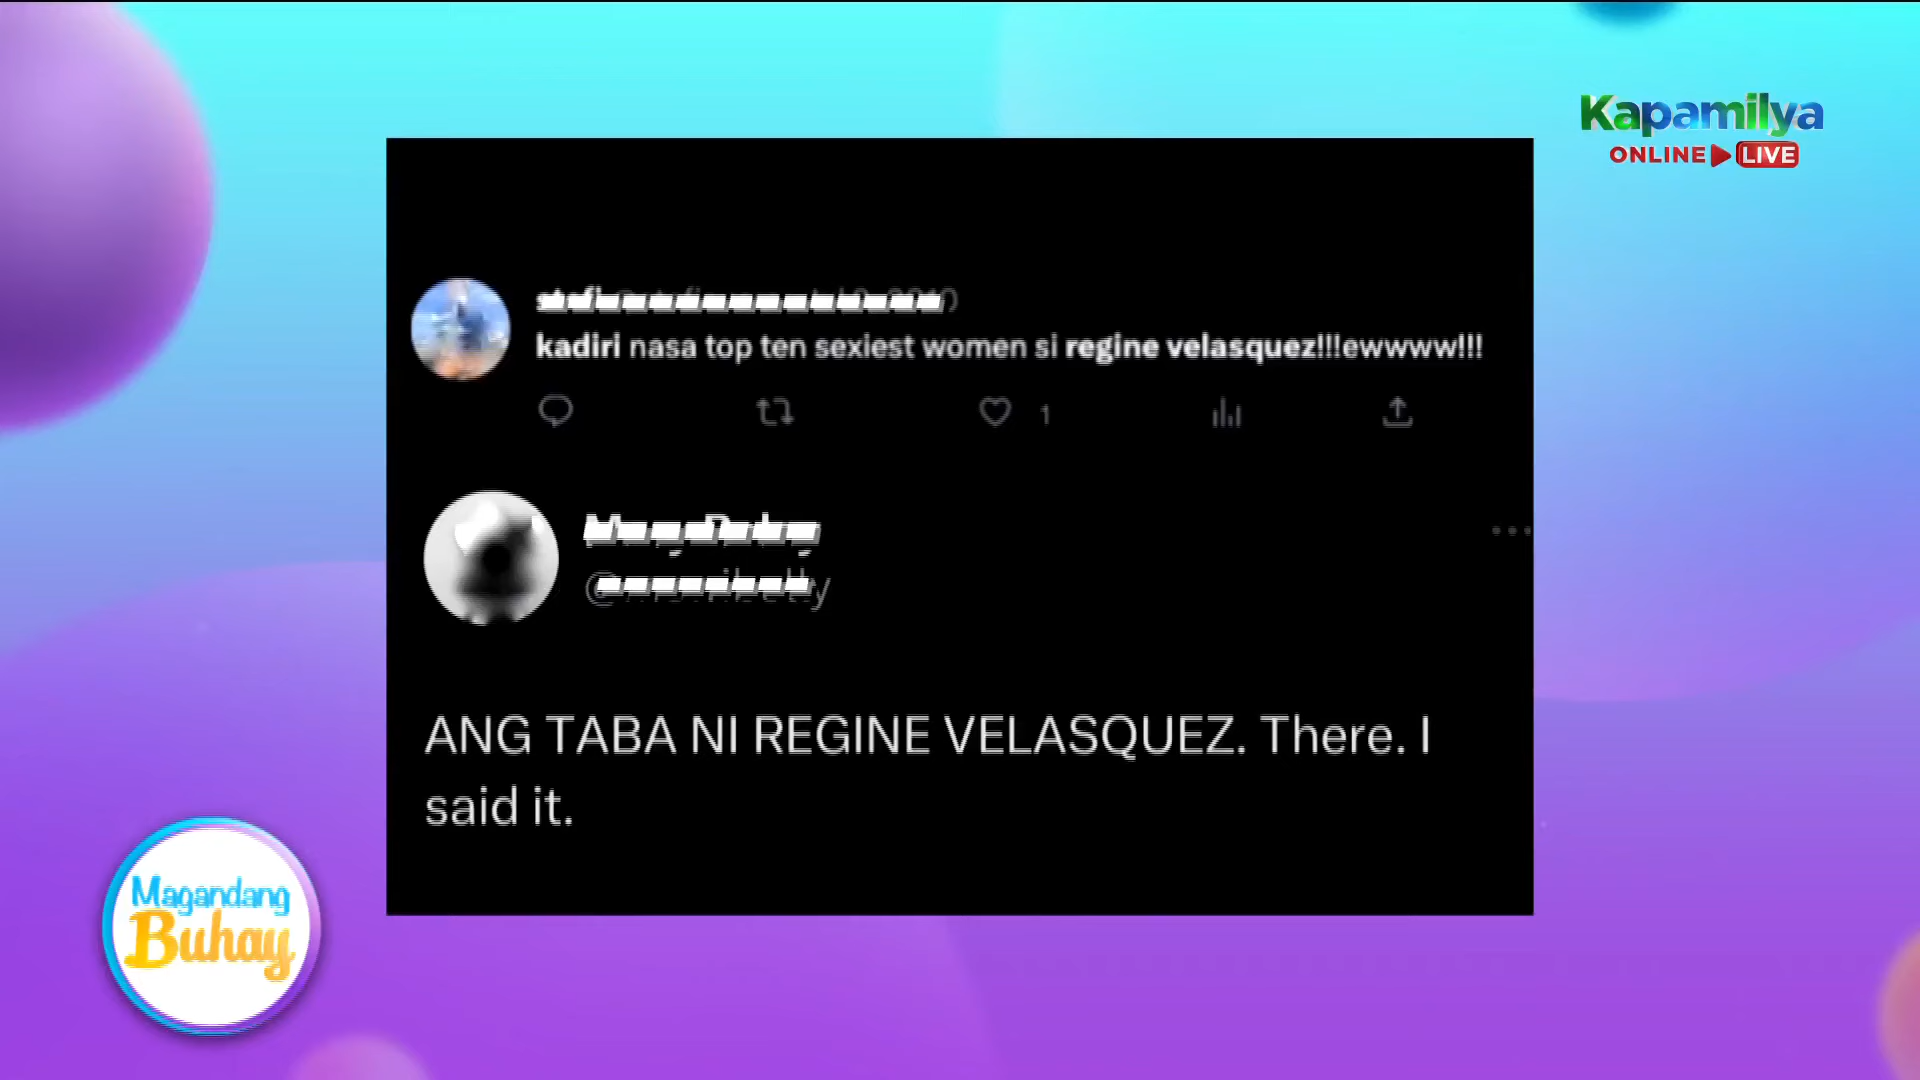 Kapamilya
ONLINE LIVE
kadiri nasa top ten sexiest women si regine velasquez!!!ewwww!!!
1
ANG TABA NI REGINE VELASQUEZ. There. I
said it.
Magandang
Buhay